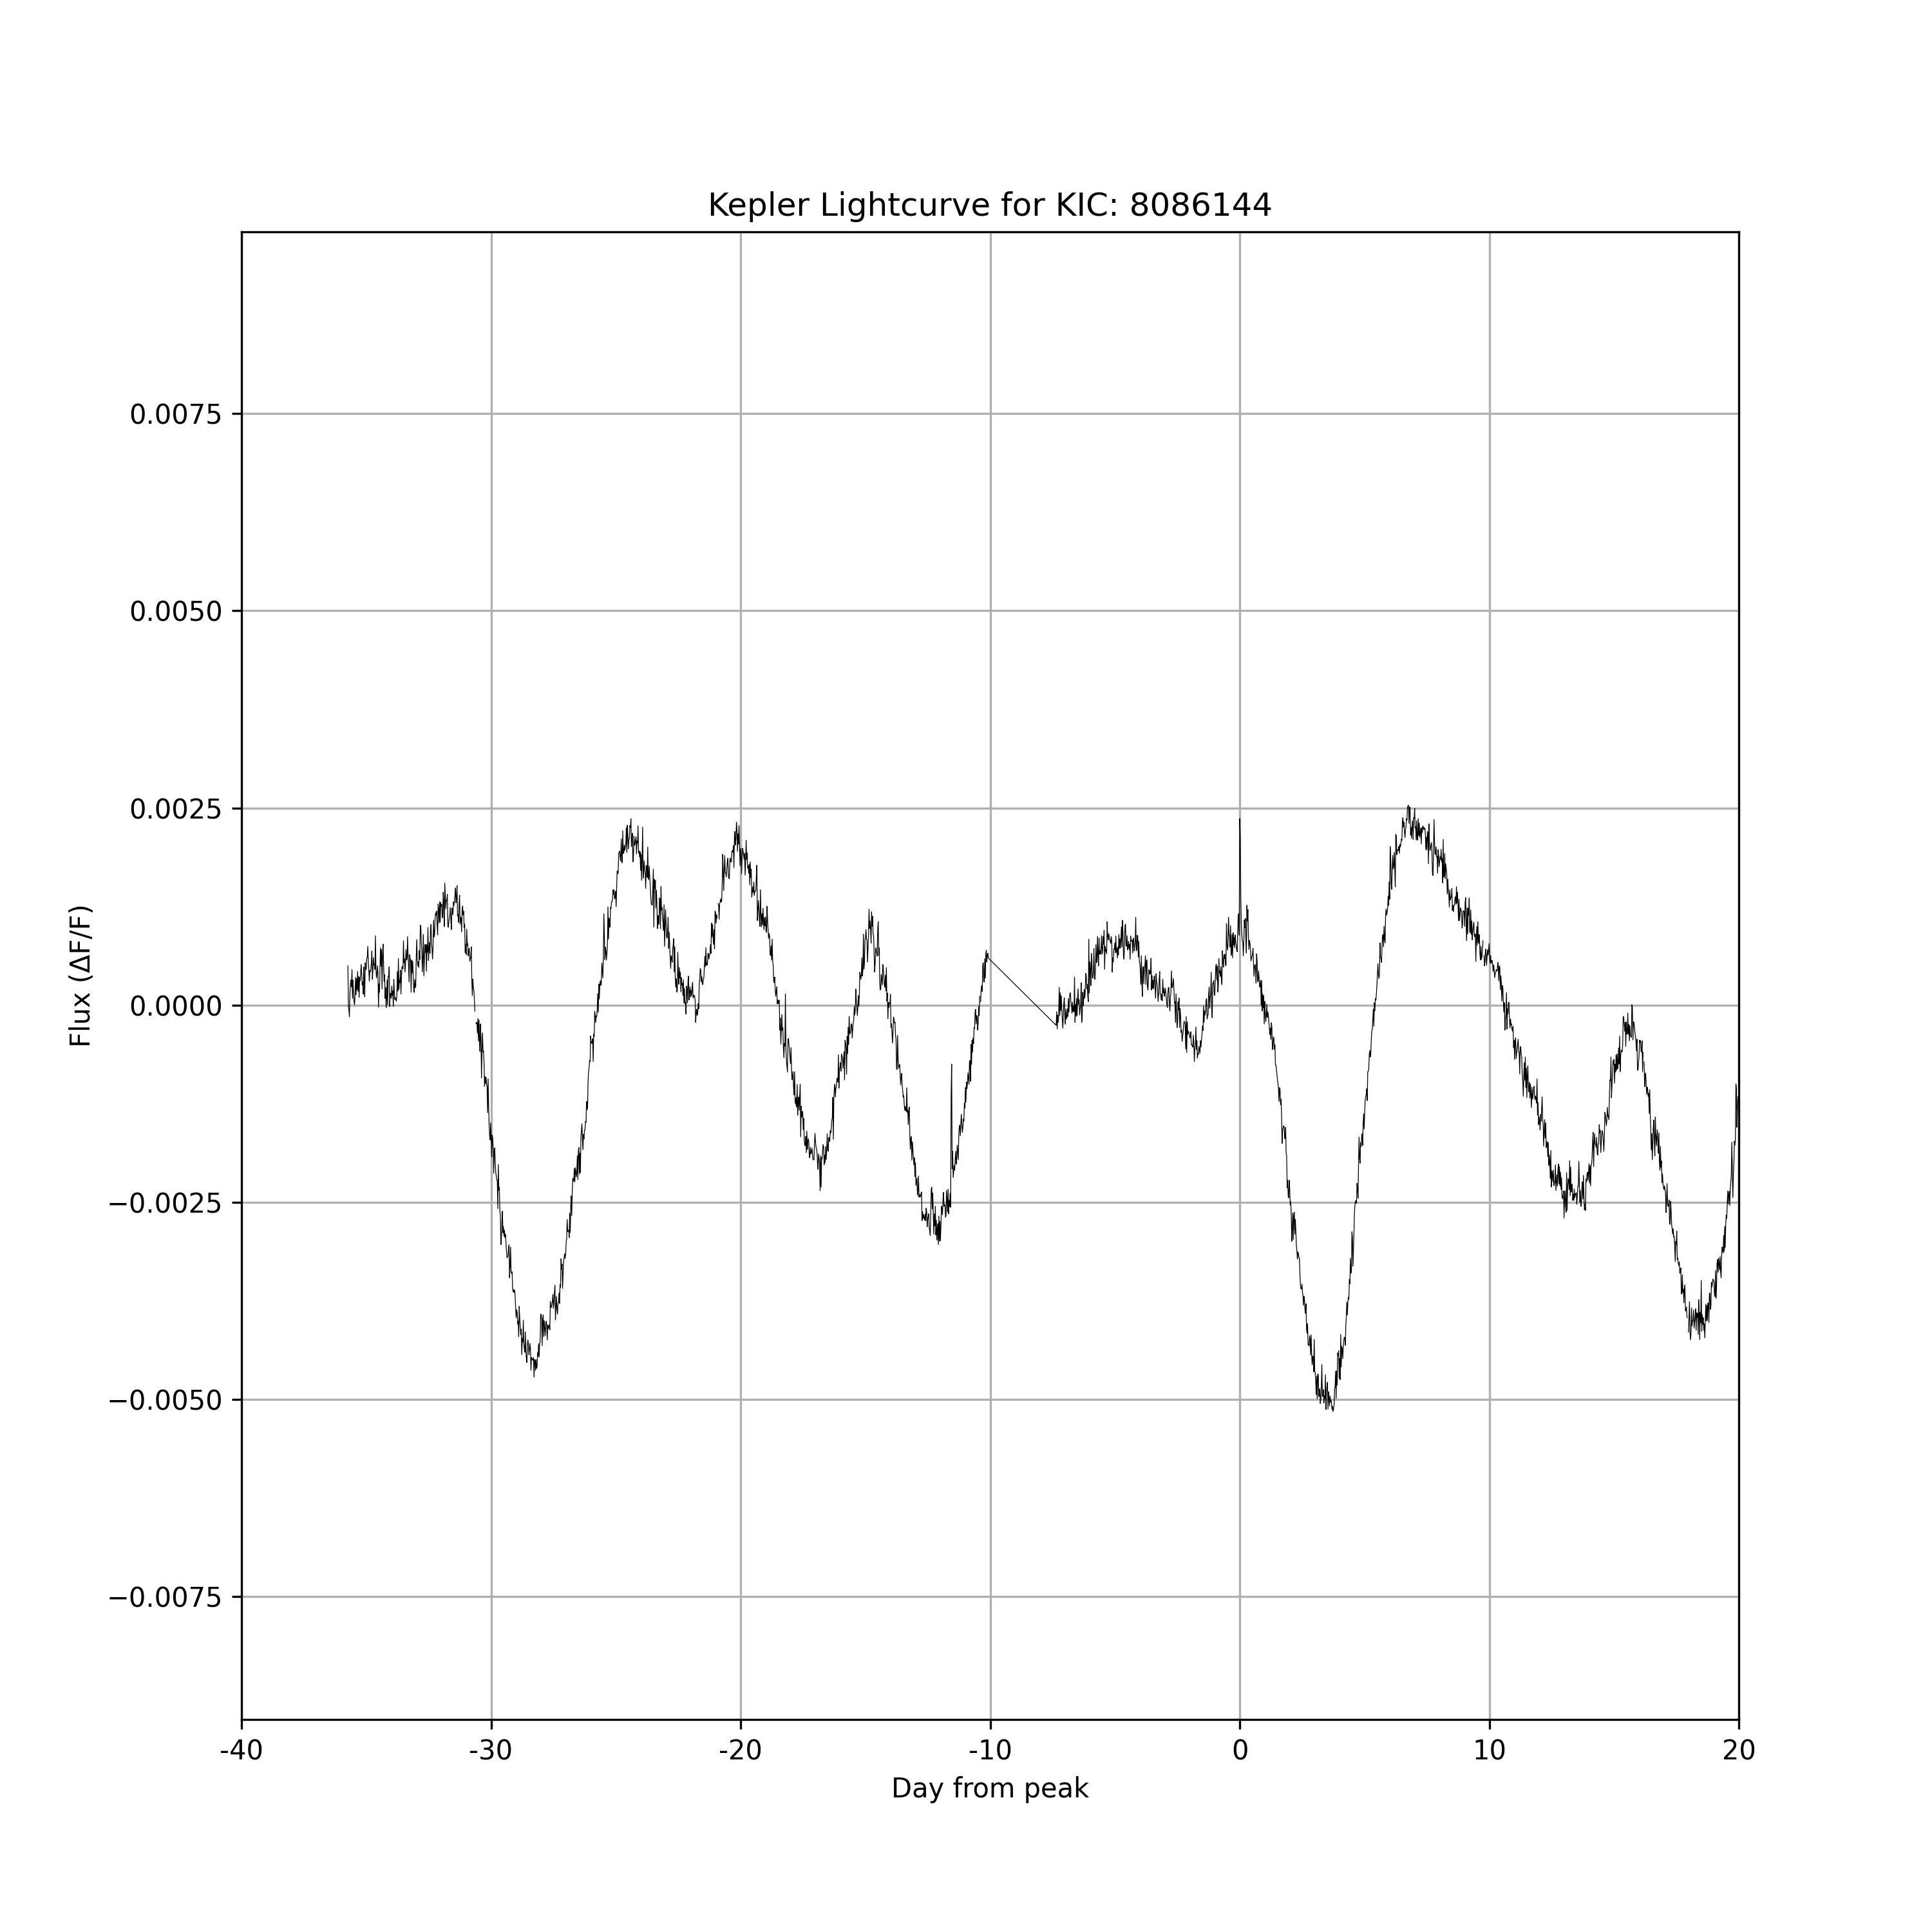 Kepler Lightcurve for KIC: 8086144
Flux (ΔF/F)
0.0075
0.0050
0.0025
0.0000
−0.0025
−0.0050
−0.0075
-40 -30 -20 -10 0 10 20
Day from peak